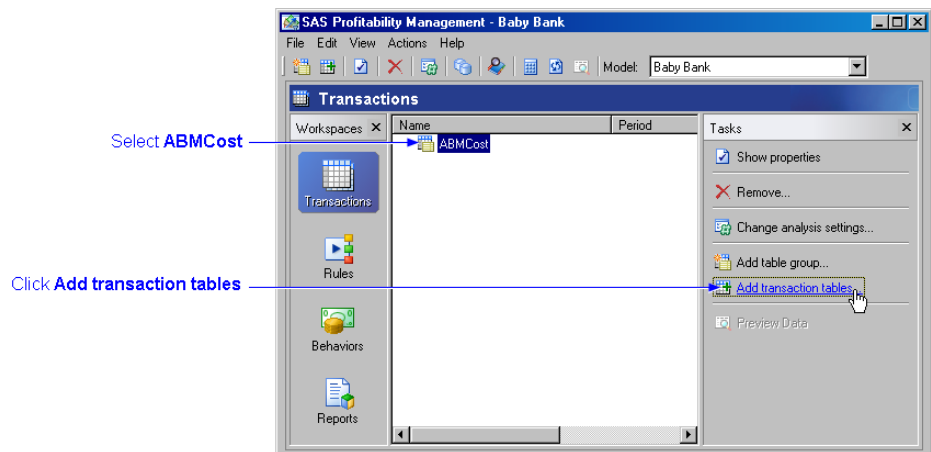 SAS Profitability Management - Baby Bank
File Edit View Actions Help
Model: Baby Bank
Transactions
Workspaces
Name Period
Tasks
Select ABMCost
ABMCost
Show properties
Transactions
Remove...
Change analysis settings...
Rules
Add table group...
Click Add transaction tables
Add transaction tables...
Preview Data
Behaviors
Reports